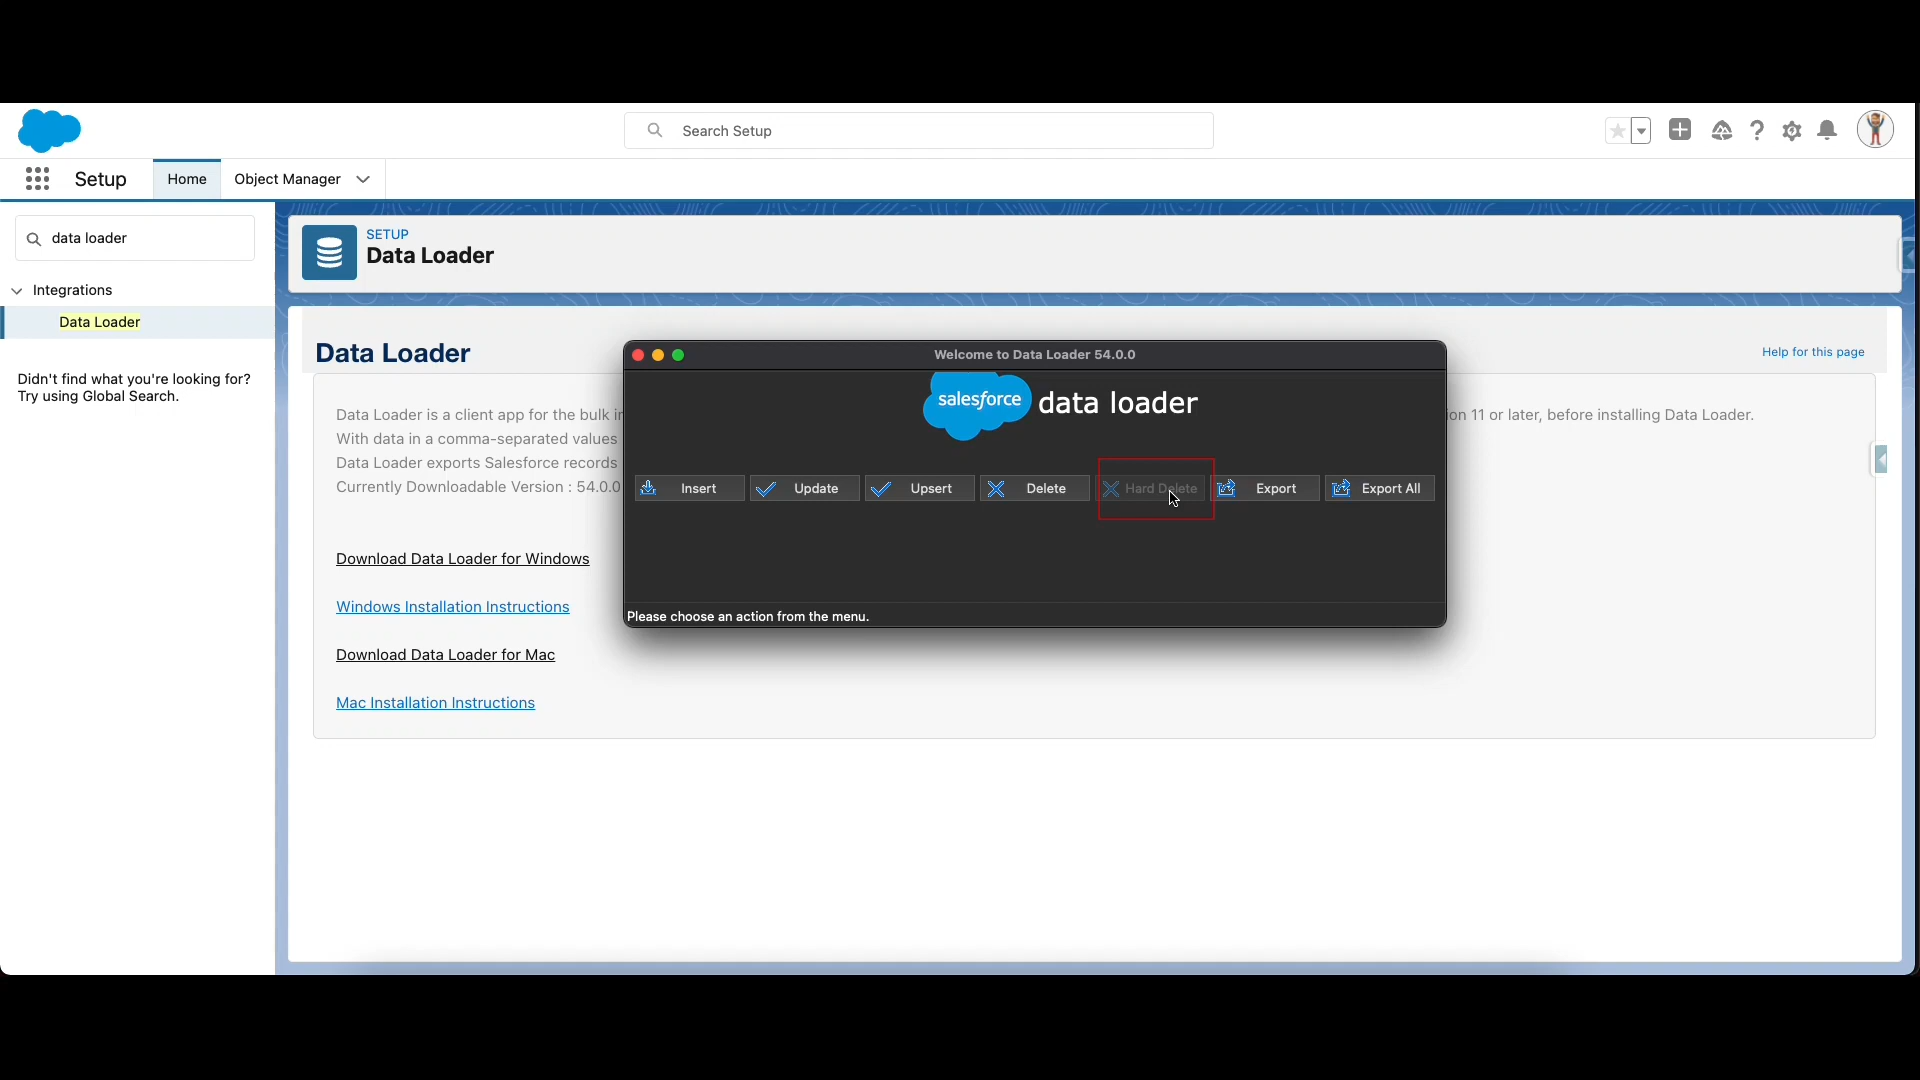 Search Setup
Setup
Home
Object Manager
data loader
Integrations
Data Loader
Didn't find what you're looking for?
Try using Global Search.
SETUP
Data Loader
Data Loader
Help for this page
Data Loader is a client app for the bulk
on 11 or later, before installing Data Loader.
With data in a comma-separated values
Data Loader exports Salesforce records
Currently Downloadable Version : 54.0.0
Download Data Loader for Windows
Windows Installation Instructions
Download Data Loader for Mac
Mac Installation Instructions
Welcome to Data Loader 54.0.0
salesforce data loader
Insert
Update
Upsert
Delete
Hard Delete
Export
Export All
Please choose an action from the menu.